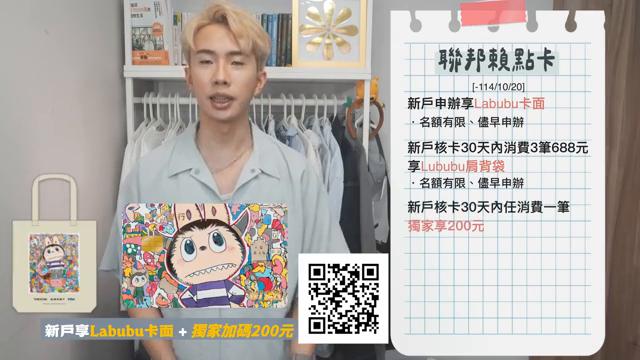 聯邦賴點卡
[-114/10/20]
新戶申辦享Labubu卡面
．名額有限、儘早申辦
新戶核卡30天內消費3筆688元
享Lububu肩背袋
．名額有限、儘早申辦
新戶核卡30天內任消費一筆
獨家享200元
新戶享Labubu卡面 + 獨家加碼200元